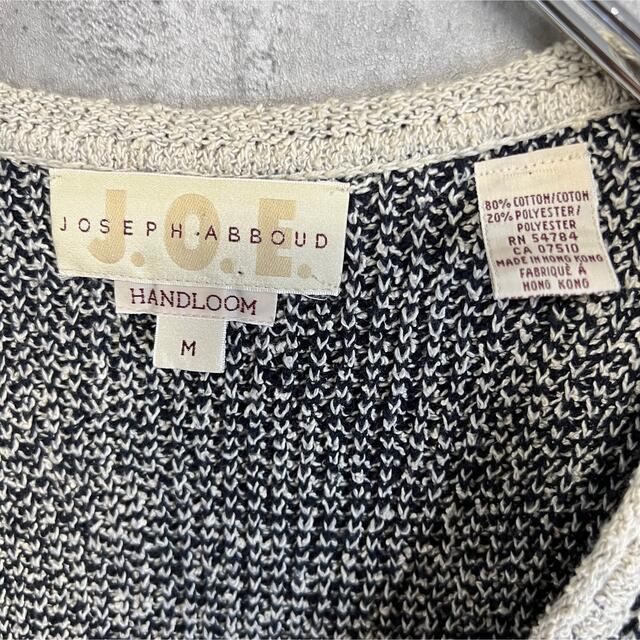 J.O.E.
JOSEPH ABBOUD
HANDLOOM
M
80% COTTON/COTON
20% POLYESTER/
POLYESTER
RN 54784
CA 07510
MADE IN HONG KONG
FABRIQUÉ À
HONG KONG